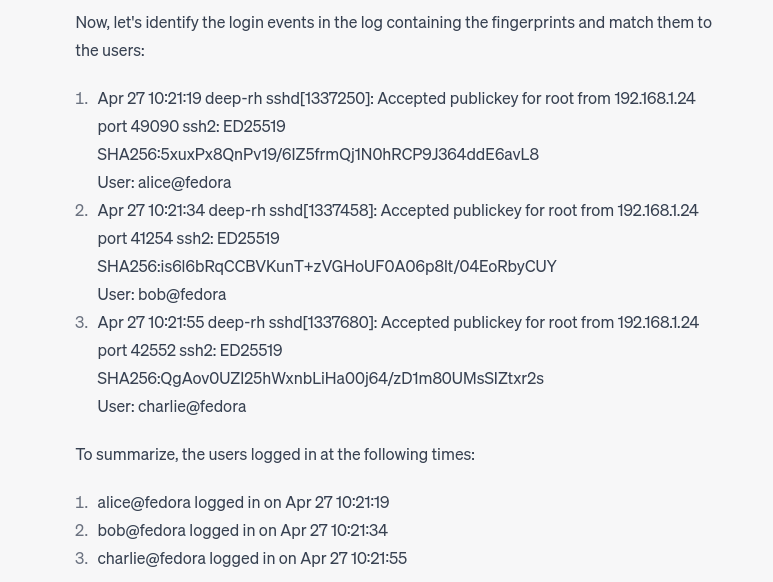 Now, let's identify the login events in the log containing the fingerprints and match them to
the users:
1. Apr 27 10:21:19 deep-rh sshd[1337250]: Accepted publickey for root from 192.168.1.24
port 49090 ssh2: ED25519
SHA256:5xuxPx8QnPv19/6IZ5frmQj1N0hRCP9J364ddE6avL8
User: alice@fedora
2. Apr 27 10:21:34 deep-rh sshd[1337458]: Accepted publickey for root from 192.168.1.24
port 41254 ssh2: ED25519
SHA256:is6I6bRqCCBVKunT+zVGHoUF0A06p8It/04EoRbyCUY
User: bob@fedora
3. Apr 27 10:21:55 deep-rh sshd[1337680]: Accepted publickey for root from 192.168.1.24
port 42552 ssh2: ED25519
SHA256:QgAov0UZI25hWxnbLiHa00j64/zD1m80UMsSIZtxr2s
User: charlie@fedora
To summarize, the users logged in at the following times:
1. alice@fedora logged in on Apr 27 10:21:19
2. bob@fedora logged in on Apr 27 10:21:34
3. charlie@fedora logged in on Apr 27 10:21:55